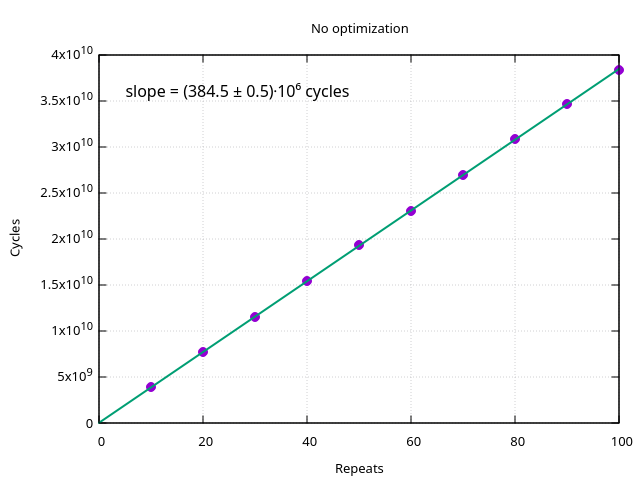 No optimization
4x10¹⁰
slope = (384.5 ± 0.5)·10⁶ cycles
3.5x10¹⁰
3x10¹⁰
2.5x10¹⁰
2x10¹⁰
1.5x10¹⁰
1x10¹⁰
5x10⁹
0
Cycles
0 20 40 60 80 100
Repeats